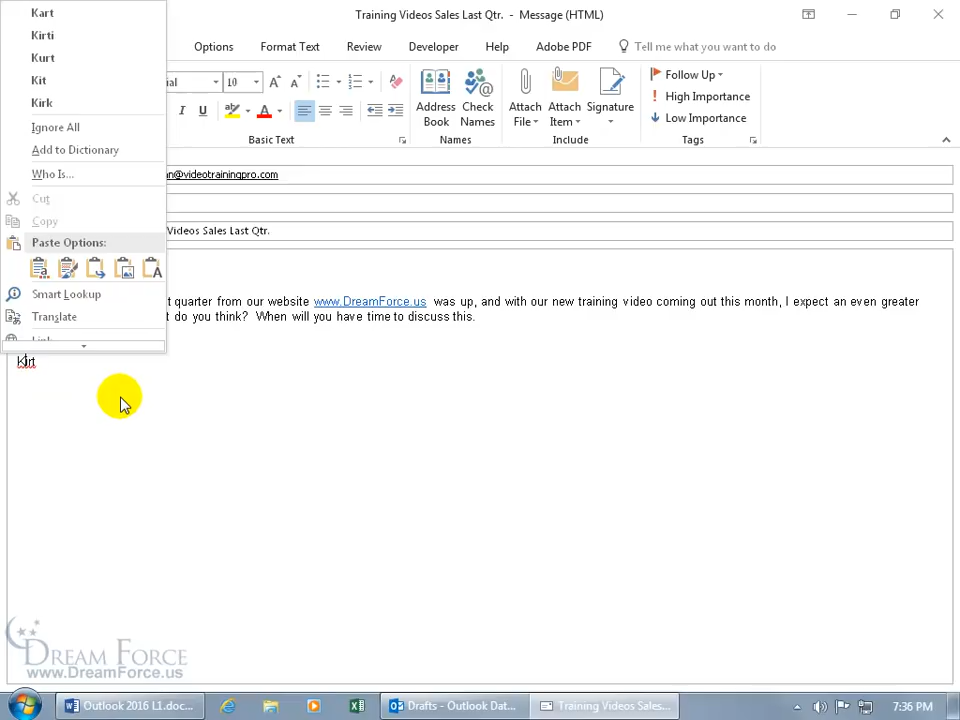 Training Videos Sales Last Qtr. - Message (HTML)
Kart
Kirti
Kurt
Kit
Kirk
Ignore All
Add to Dictionary
Who Is...
Cut
Copy
Paste Options:
Smart Lookup
Translate
Options Format Text Review Developer Help Adobe PDF Tell me what you want to do
10
Address Book
Check Names
Attach File
Attach Item
Signature
Follow Up
High Importance
Low Importance
Basic Text Names Include Tags
@videotrainingpro.com
Videos Sales Last Qtr.
quarter from our website www.DreamForce.us was up, and with our new training video coming out this month, I expect an even greater
do you think? When will you have time to discuss this.
Kirt
DREAM FORCE
www.DreamForce.us
Outlook 2016 L1.doc... Drafts - Outlook Dat... Training Videos Sales... 7:36 PM